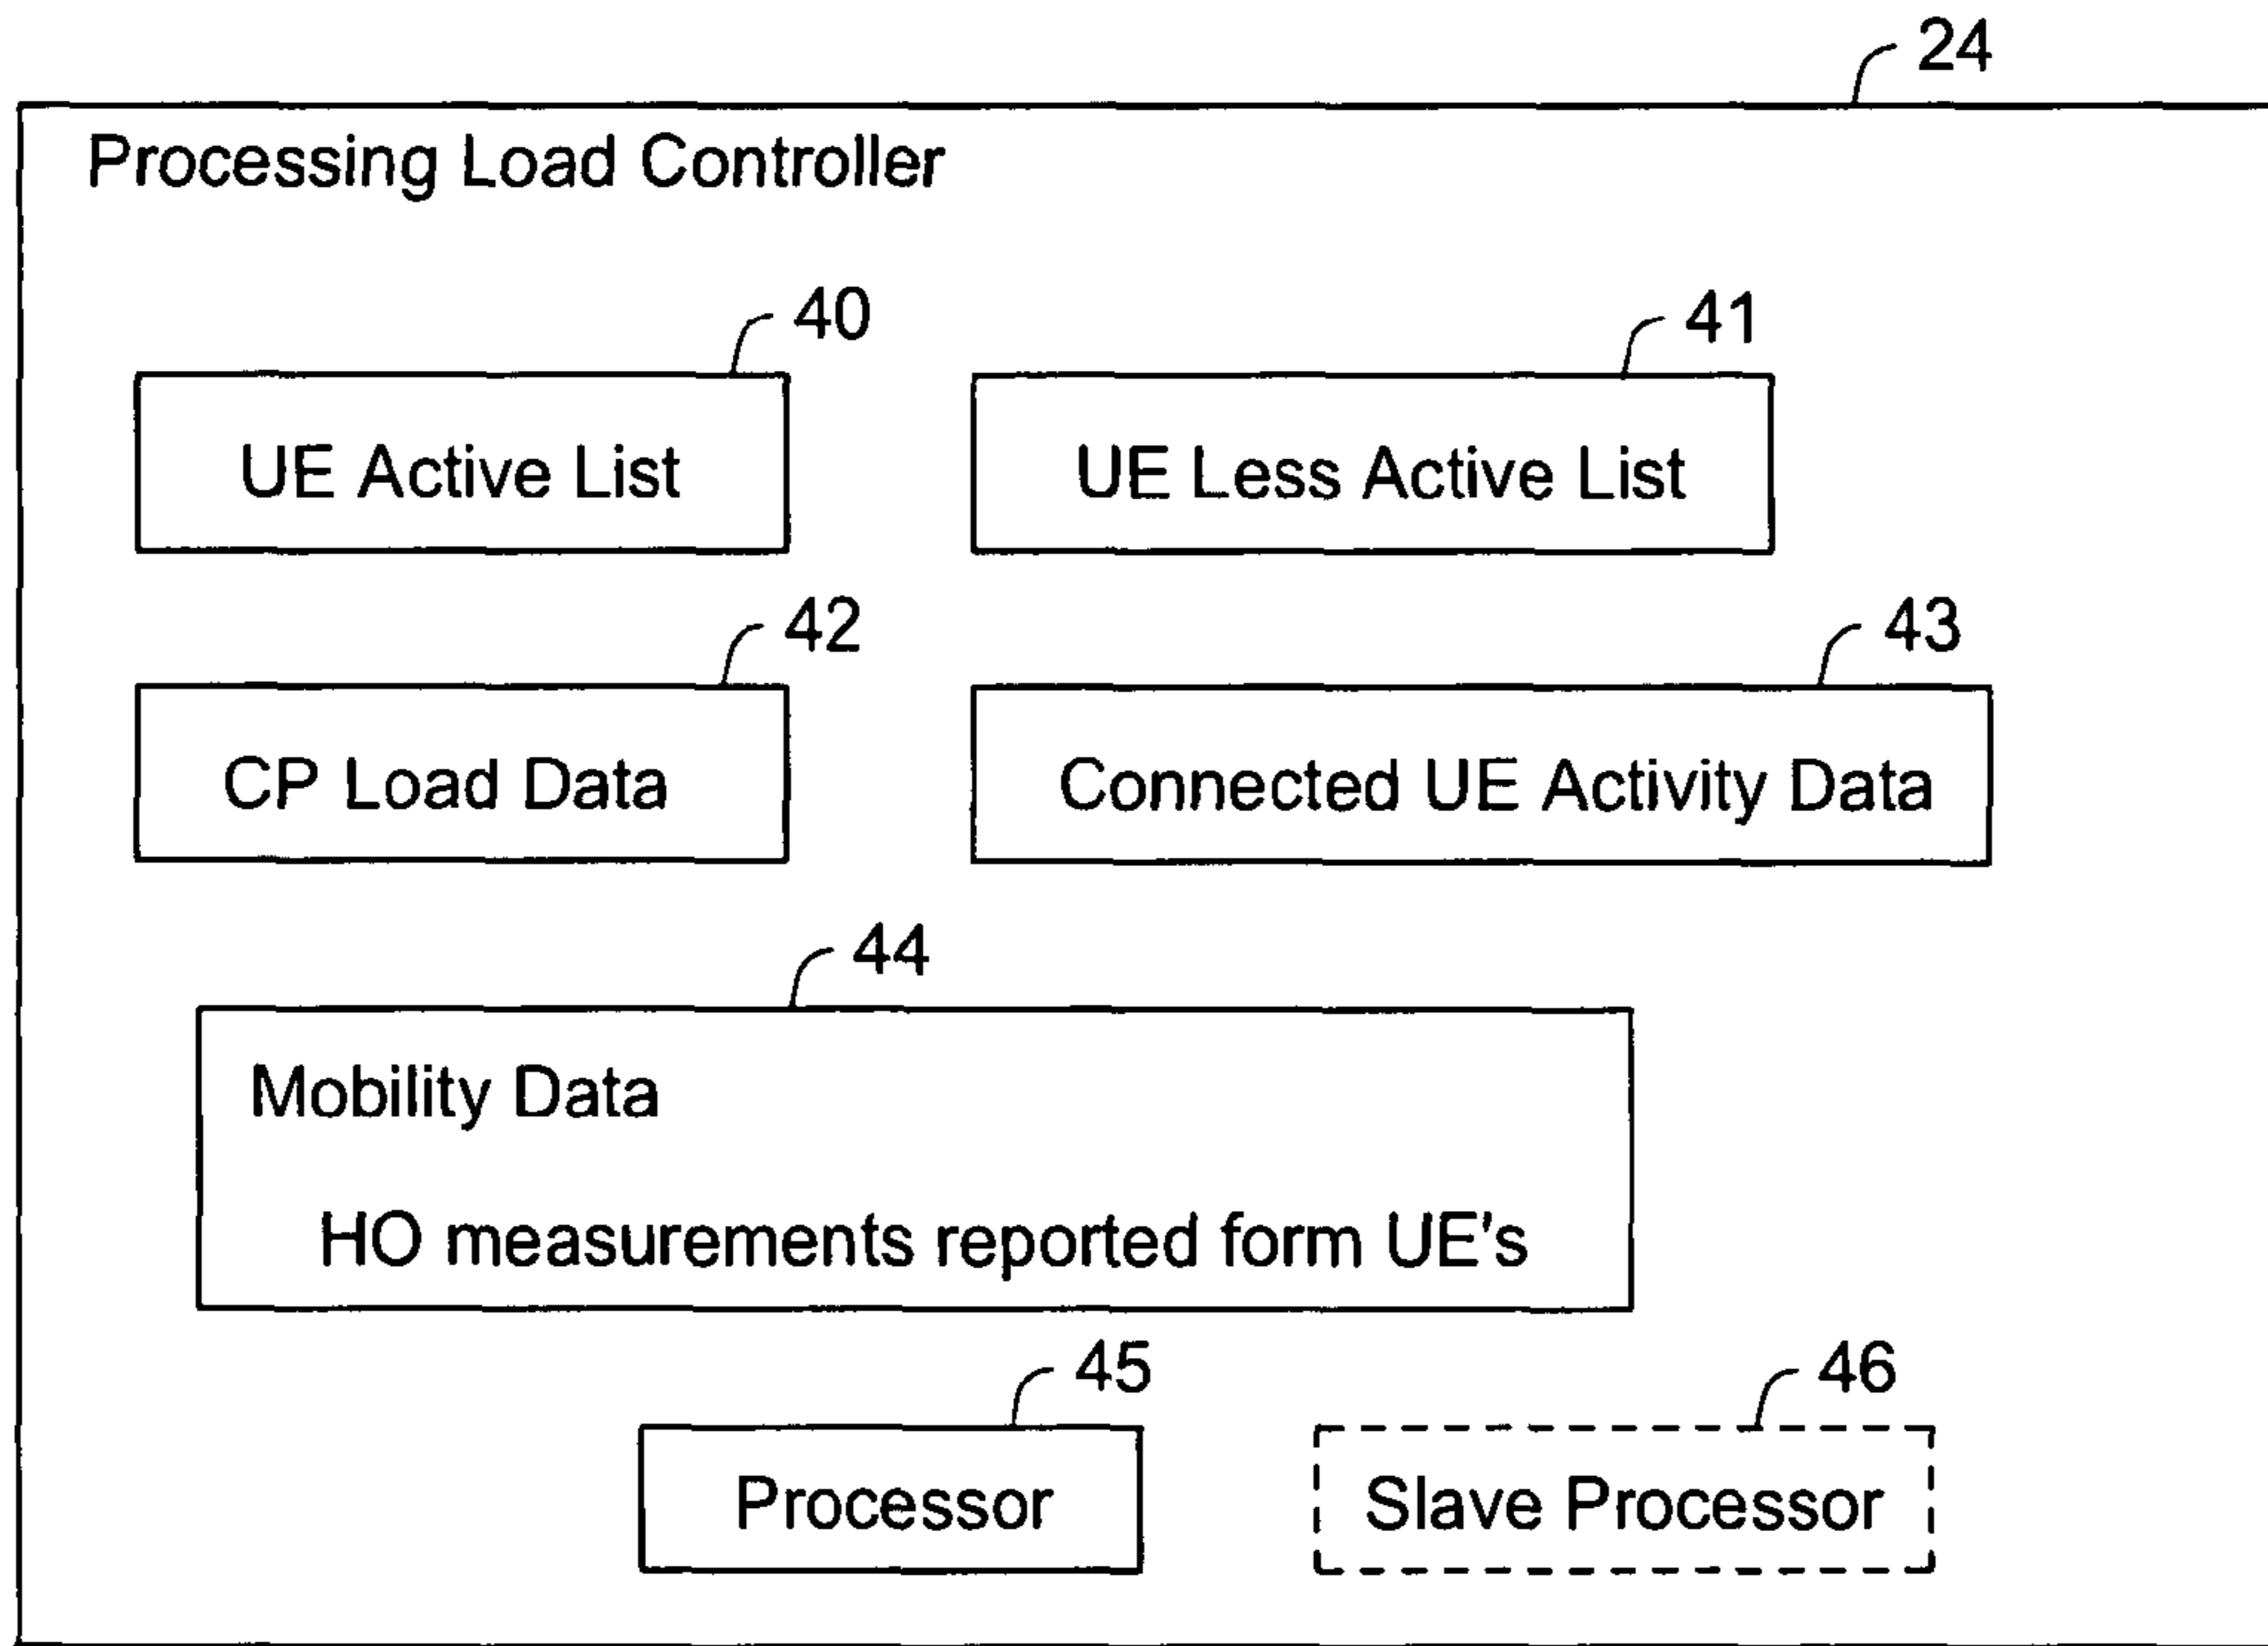 24
Processing Load Controller
40
41
UE Active List
UE Less Active List
42
43
CP Load Data
Connected UE Activity Data
44
Mobility Data
HO measurements reported form UE's
45
46
Processor
Slave Processor